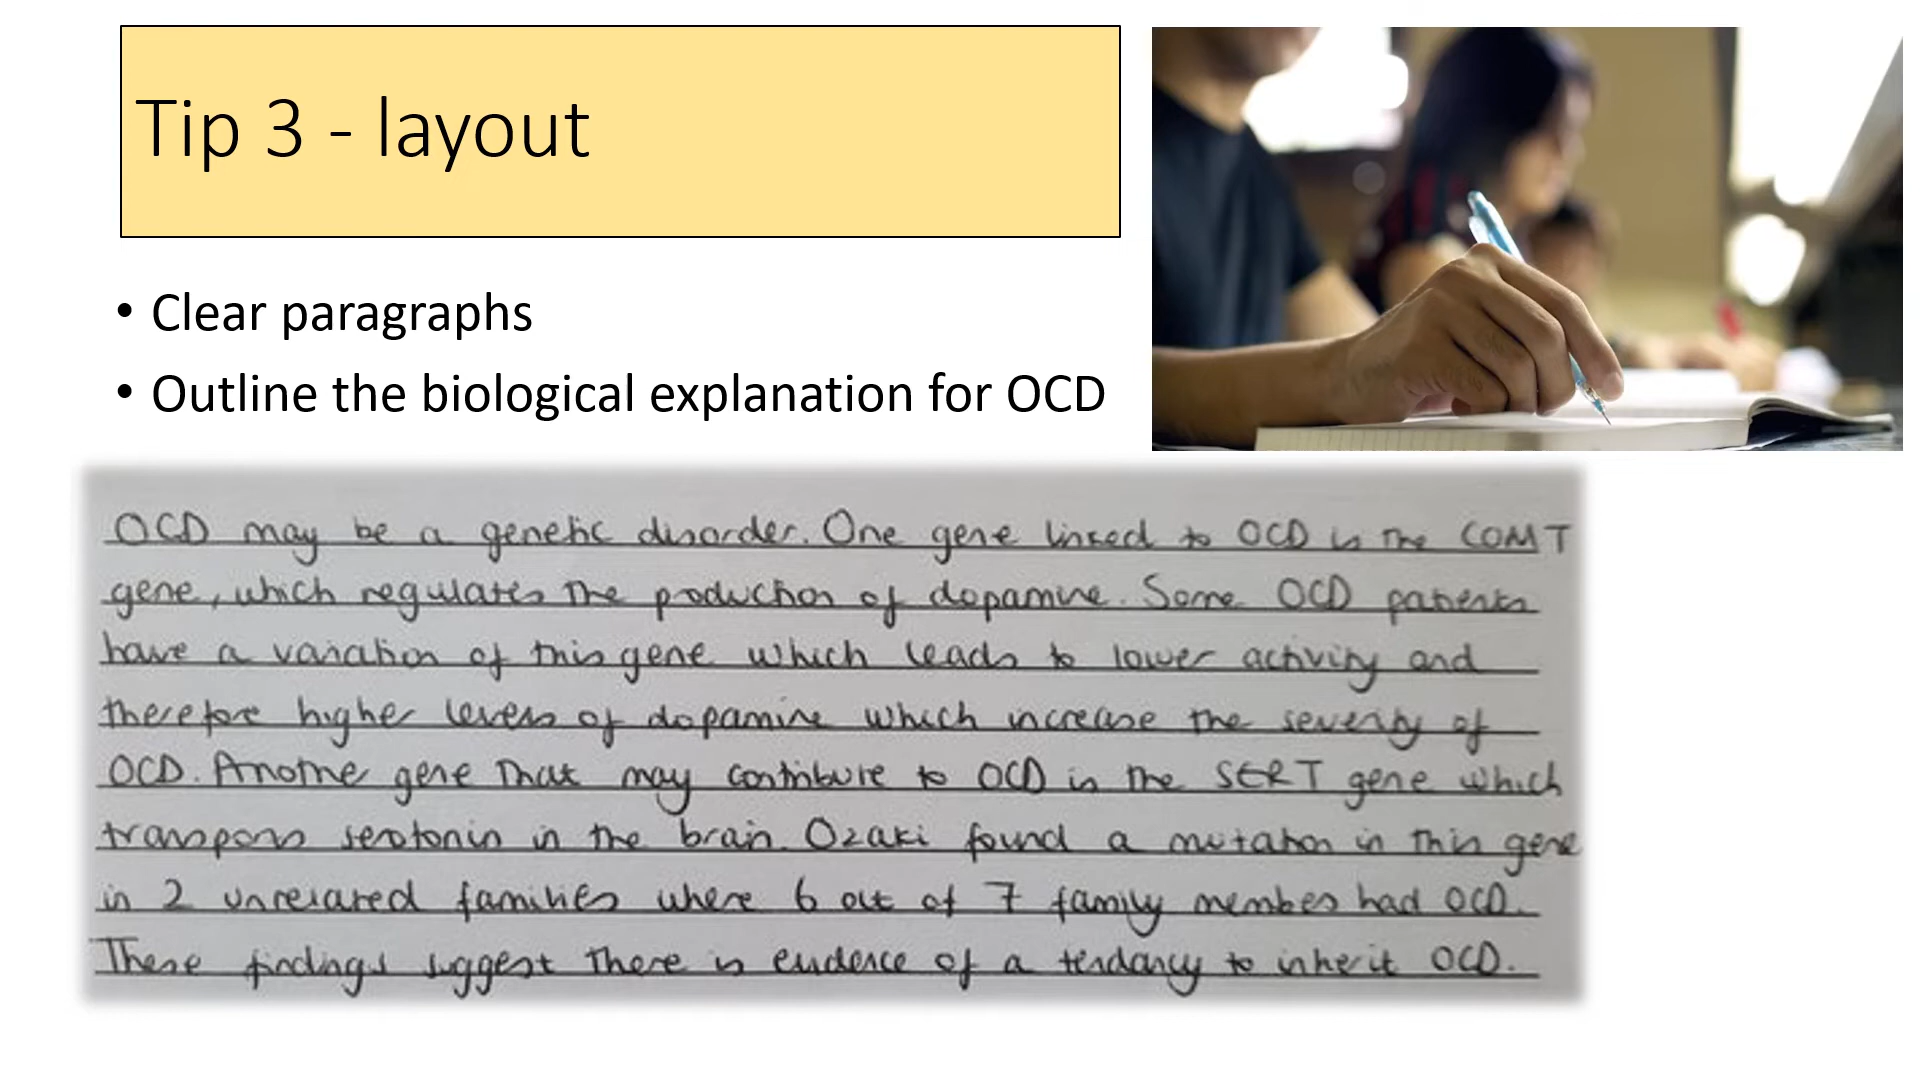 Tip 3 - layout
• Clear paragraphs
• Outline the biological explanation for OCD
OCD may be a genetic disorder. One gene linked to OCD is the COMT
gene, which regulates the production of dopamine. Some OCD patients
have a variation of this gene which leads to lower activity and
therefore higher levels of dopamine which increase the severity of
OCD. Another gene that may contribute to OCD is the SERT gene which
transports serotonin in the brain. Ozaki found a mutation in this gene
in 2 unrelated families where 6 out of 7 family members had OCD.
These findings suggest there is evidence of a tendancy to inherit OCD.